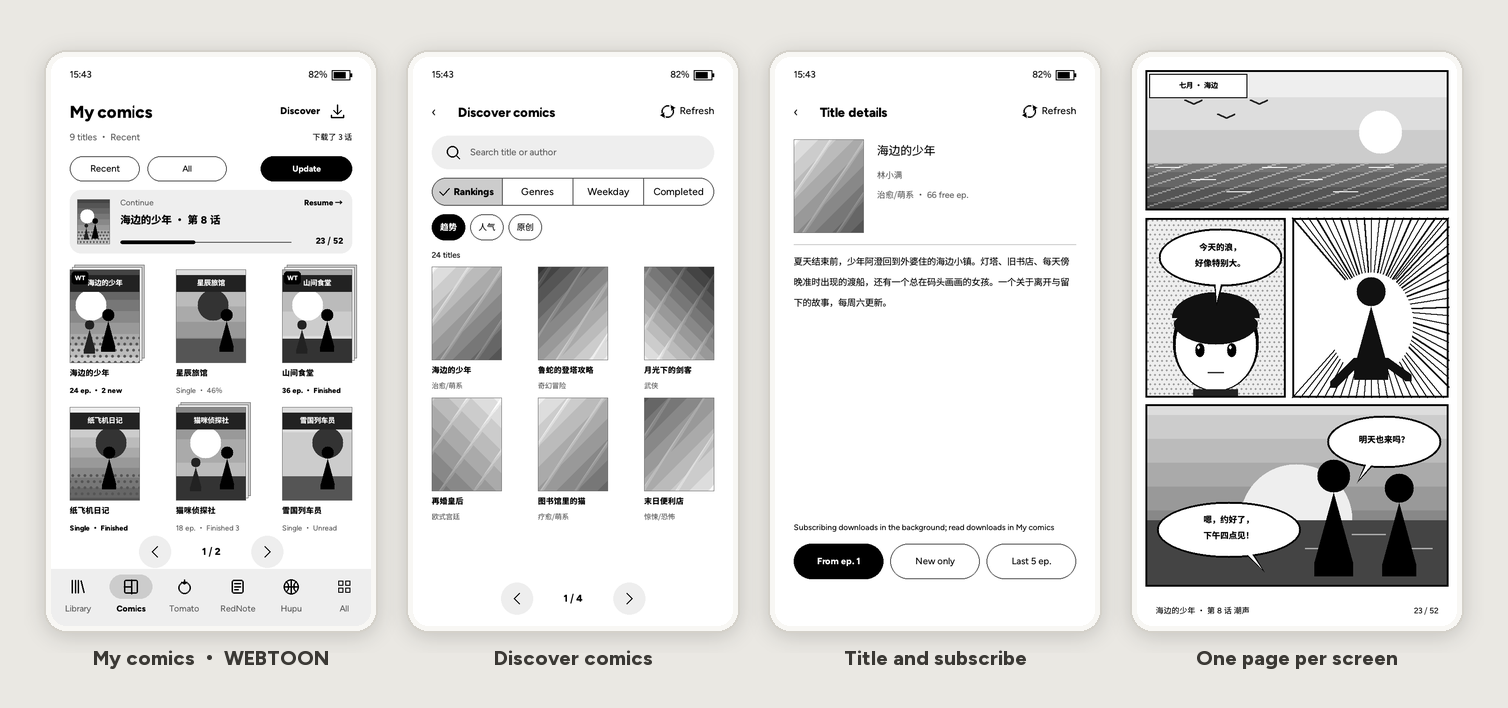 15:43
82%
My comics
Discover
9 titles • Recent
下载了 3 话
Recent
All
Update
Continue
Resume →
海边的少年 • 第 8 话
23 / 52
WT
海边的少年
星辰旅馆
WT
山间食堂
海边的少年
星辰旅馆
山间食堂
24 ep. • 2 new
Single • 46%
36 ep. • Finished
纸飞机日记
猫咪侦探社
雪国列车员
纸飞机日记
猫咪侦探社
雪国列车员
Single • Finished
18 ep. • Finished 3
Single • Unread
1 / 2
Library
Comics
Tomato
RedNote
Hupu
All
My comics • WEBTOON
15:43
82%
‹
Discover comics
Refresh
Search title or author
Rankings
Genres
Weekday
Completed
趋势
人气
原创
24 titles
海边的少年
鲁蛇的登塔攻略
月光下的剑客
治愈/萌系
奇幻冒险
武侠
再婚皇后
图书馆里的猫
末日便利店
欧式宫廷
疗愈/萌系
惊悚/恐怖
1 / 4
Discover comics
15:43
82%
‹
Title details
Refresh
海边的少年
林小满
治愈/萌系 • 66 free ep.
夏天结束前，少年阿澄回到外婆住的海边小镇。灯塔、旧书店、每天傍
晚准时出现的渡船，还有一个总在码头画画的女孩。一个关于离开与留
下的故事，每周六更新。
Subscribing downloads in the background; read downloads in My comics
From ep. 1
New only
Last 5 ep.
Title and subscribe
七月 • 海边
今天的浪，
好像特别大。
明天也来吗？
嗯，约好了，
下午四点见！
海边的少年 • 第 8 话 潮声
23 / 52
One page per screen